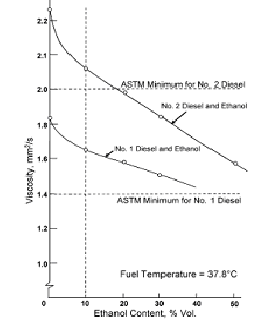 2.2
2.1
ASTM Minimum for No. 2 Diesel
2.0
No. 2 Diesel and Ethanol
1.8
No. 1 Diesel and Ethanol
1.6
Viscosity, mm²/s
1.4
ASTM Minimum for No. 1 Diesel
1.2
1.0
Fuel Temperature = 37.8°C
0 10 20 30 40 50
Ethanol Content, % Vol.